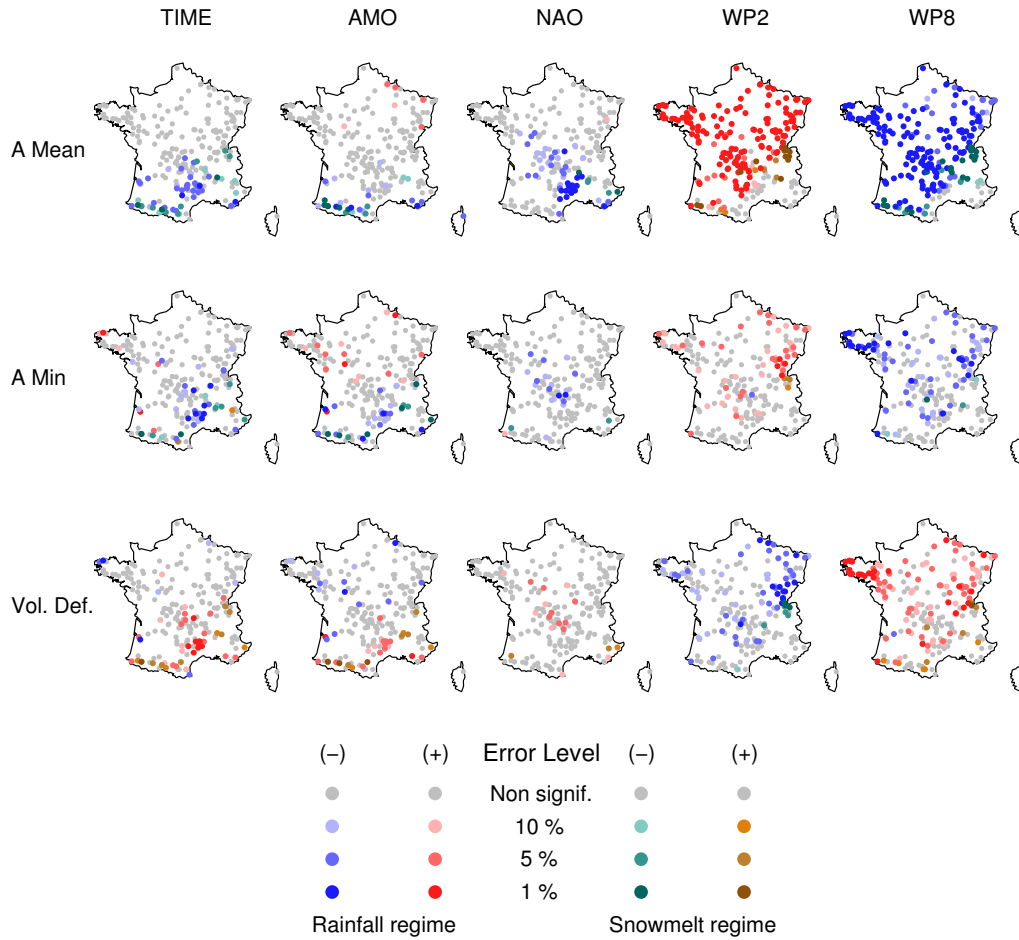 TIME AMO NAO WP2 WP8
A Mean
A Min
Vol. Def.
(−) (+) Error Level (−) (+)
Non signif.
10 %
5 %
1 %
Rainfall regime Snowmelt regime